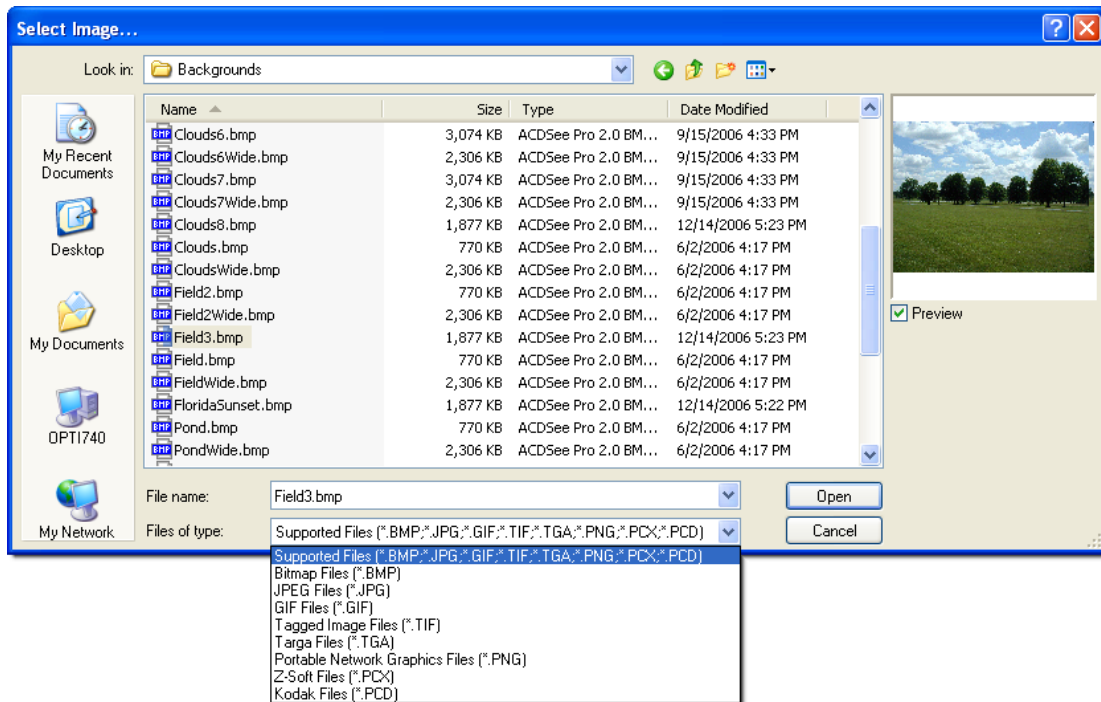 Select Image...
Look in: Backgrounds
My Recent Documents
Desktop
My Documents
OPTI740
My Network
Name Size Type Date Modified
Clouds6.bmp 3,074 KB ACDSee Pro 2.0 BM... 9/15/2006 4:33 PM
Clouds6Wide.bmp 2,306 KB ACDSee Pro 2.0 BM... 9/15/2006 4:33 PM
Clouds7.bmp 3,074 KB ACDSee Pro 2.0 BM... 9/15/2006 4:33 PM
Clouds7Wide.bmp 2,306 KB ACDSee Pro 2.0 BM... 9/15/2006 4:33 PM
Clouds8.bmp 1,877 KB ACDSee Pro 2.0 BM... 12/14/2006 5:23 PM
Clouds.bmp 770 KB ACDSee Pro 2.0 BM... 6/2/2006 4:17 PM
CloudsWide.bmp 2,306 KB ACDSee Pro 2.0 BM... 6/2/2006 4:17 PM
Field2.bmp 770 KB ACDSee Pro 2.0 BM... 6/2/2006 4:17 PM
Field2Wide.bmp 2,306 KB ACDSee Pro 2.0 BM... 6/2/2006 4:17 PM
Field3.bmp 1,877 KB ACDSee Pro 2.0 BM... 12/14/2006 5:23 PM
Field.bmp 770 KB ACDSee Pro 2.0 BM... 6/2/2006 4:17 PM
FieldWide.bmp 2,306 KB ACDSee Pro 2.0 BM... 6/2/2006 4:17 PM
FloridaSunset.bmp 1,877 KB ACDSee Pro 2.0 BM... 12/14/2006 5:22 PM
Pond.bmp 770 KB ACDSee Pro 2.0 BM... 6/2/2006 4:17 PM
PondWide.bmp 2,306 KB ACDSee Pro 2.0 BM... 6/2/2006 4:17 PM
Preview
File name: Field3.bmp Open
Files of type: Supported Files (*.BMP;*.JPG;*.GIF;*.TIF;*.TGA;*.PNG;*.PCX;*.PCD) Cancel
Supported Files (*.BMP;*.JPG;*.GIF;*.TIF;*.TGA;*.PNG;*.PCX;*.PCD)
Bitmap Files (*.BMP)
JPEG Files (*.JPG)
GIF Files (*.GIF)
Tagged Image Files (*.TIF)
Targa Files (*.TGA)
Portable Network Graphics Files (*.PNG)
Z-Soft Files (*.PCX)
Kodak Files (*.PCD)